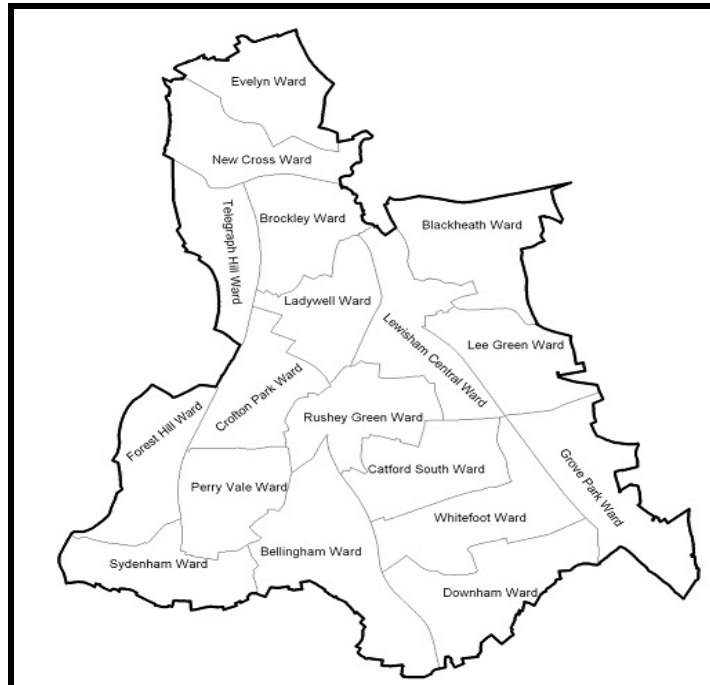 Evelyn Ward
New Cross Ward
Telegraph Hill Ward
Brockley Ward
Blackheath Ward
Ladywell Ward
Lewisham Central Ward
Lee Green Ward
Crofton Park Ward
Forest Hill Ward
Rushey Green Ward
Catford South Ward
Grove Park Ward
Perry Vale Ward
Whitefoot Ward
Sydenham Ward
Bellingham Ward
Downham Ward